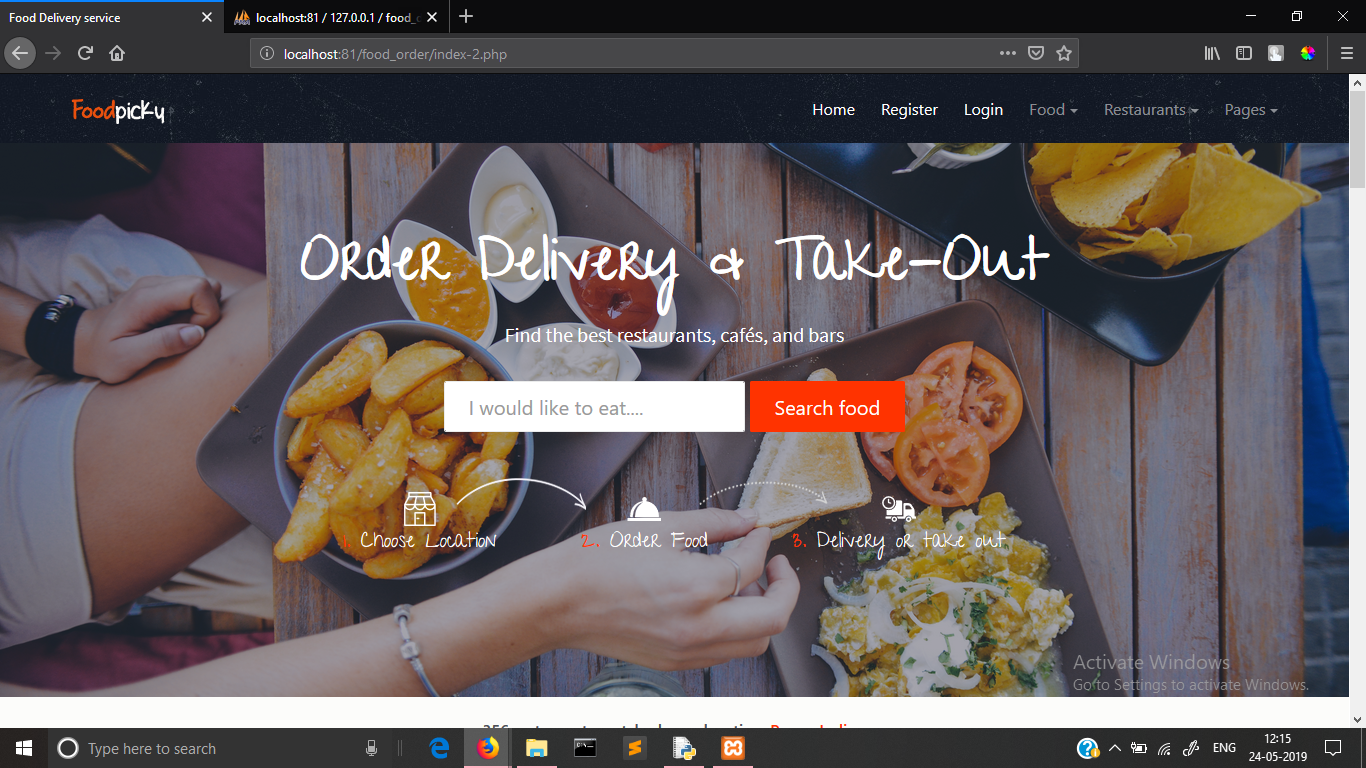 Food Delivery service
localhost:81 / 127.0.0.1 / food_
localhost:81/food_order/index-2.php
Foodpicky
Home Register Login Food Restaurants Pages
Order Delivery & Take-Out
Find the best restaurants, cafés, and bars
I would like to eat.... Search food
1. Choose Location 2. Order Food 3. Delivery or take out
Activate Windows
Go to Settings to activate Windows.
Type here to search
ENG
12:15
24-05-2019